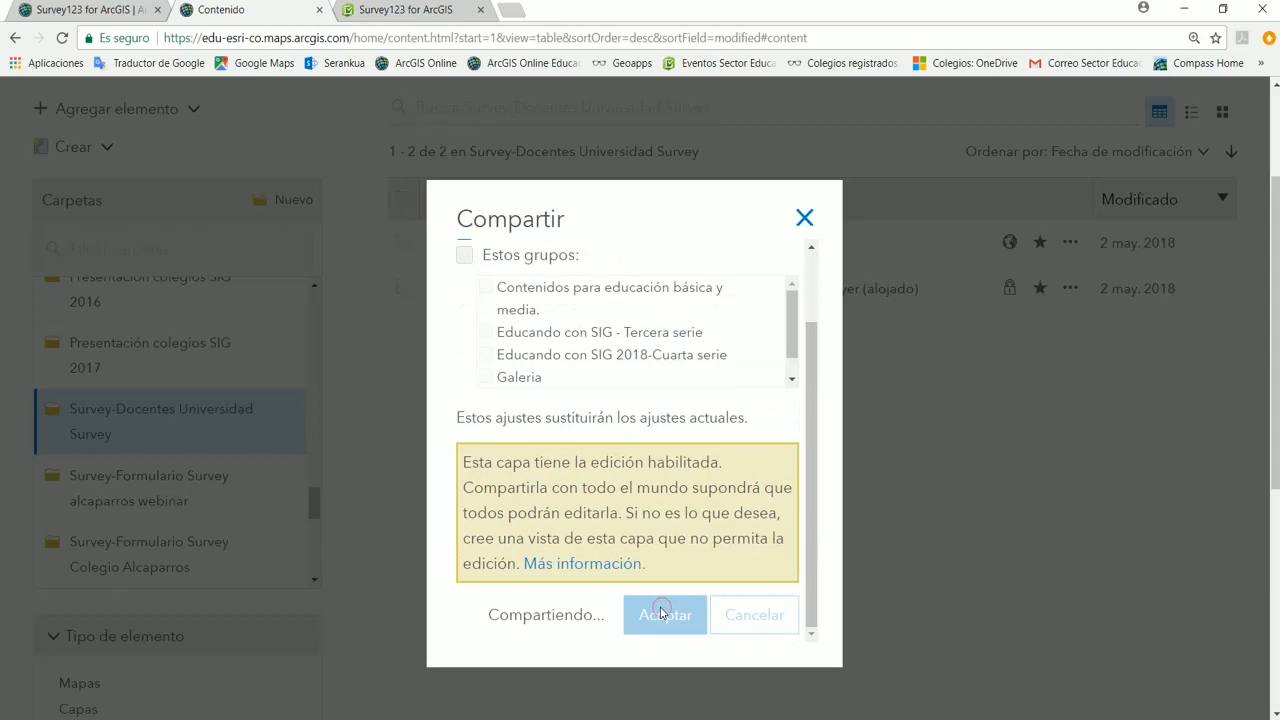 Survey123 for ArcGIS | A
Contenido
Survey123 for ArcGIS
Es seguro
https://edu-esri-co.maps.arcgis.com/home/content.html?start=1&view=table&sortOrder=desc&sortField=modified#content
Aplicaciones
Traductor de Google
Google Maps
Serankua
ArcGIS Online
ArcGIS Online Educa
Geoapps
Eventos Sector Educa
Colegios registrados
Colegios: OneDrive
Correo Sector Educa
Compass Home
»
Agregar elemento
Busca Survey-Docentes Universidad Survey
Crear
1 - 2 de 2 en Survey-Docentes Universidad Survey
Ordenar por: Fecha de modificación
Carpetas
Nuevo
Modificado
2 may. 2018
yer (alojado)
2 may. 2018
Presentación colegios SIG
2016
Presentación colegios SIG
2017
Survey-Docentes Universidad
Survey
Survey-Formulario Survey
alcaparros webinar
Survey-Formulario Survey
Colegio Alcaparros
Tipo de elemento
Mapas
Capas
Compartir
Estos grupos:
Contenidos para educación básica y
media.
Educando con SIG - Tercera serie
Educando con SIG 2018-Cuarta serie
Galeria
Estos ajustes sustituirán los ajustes actuales.
Esta capa tiene la edición habilitada.
Compartirla con todo el mundo supondrá que
todos podrán editarla. Si no es lo que desea,
cree una vista de esta capa que no permita la
edición. Más información.
Compartiendo...
Aceptar
Cancelar